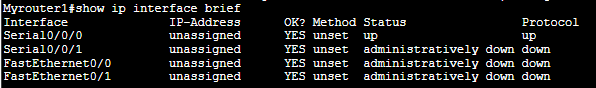 Myrouter1#show ip interface brief
Interface IP-Address OK? Method Status Protocol
Serial0/0/0 unassigned YES unset up up
Serial0/0/1 unassigned YES unset administratively down down
FastEthernet0/0 unassigned YES unset administratively down down
FastEthernet0/1 unassigned YES unset administratively down down